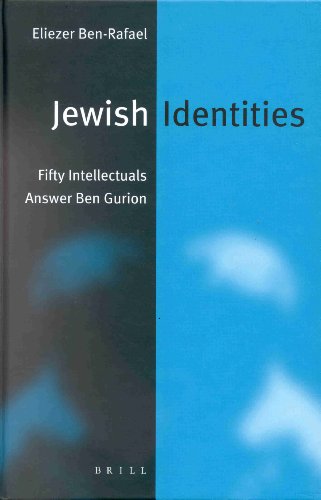 Eliezer Ben-Rafael
Jewish Identities
Fifty Intellectuals
Answer Ben Gurion
BRILL